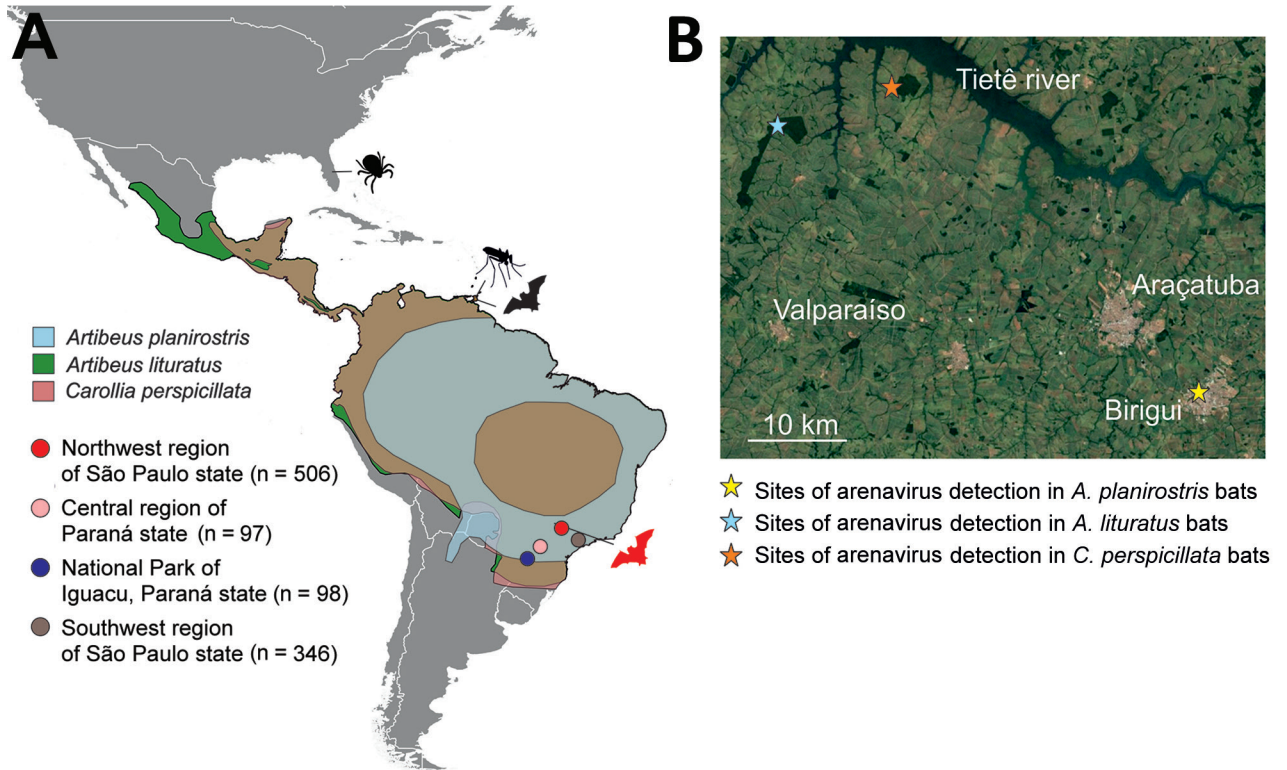 A
Artibeus planirostris
Artibeus lituratus
Carollia perspicillata
Northwest region
of São Paulo state (n = 506)
Central region of
Paraná state (n = 97)
National Park of
Iguacu, Paraná state (n = 98)
Southwest region
of São Paulo state (n = 346)
B
Tietê river
Araçatuba
Valparaíso
Birigui
10 km
Sites of arenavirus detection in A. planirostris bats
Sites of arenavirus detection in A. lituratus bats
Sites of arenavirus detection in C. perspicillata bats